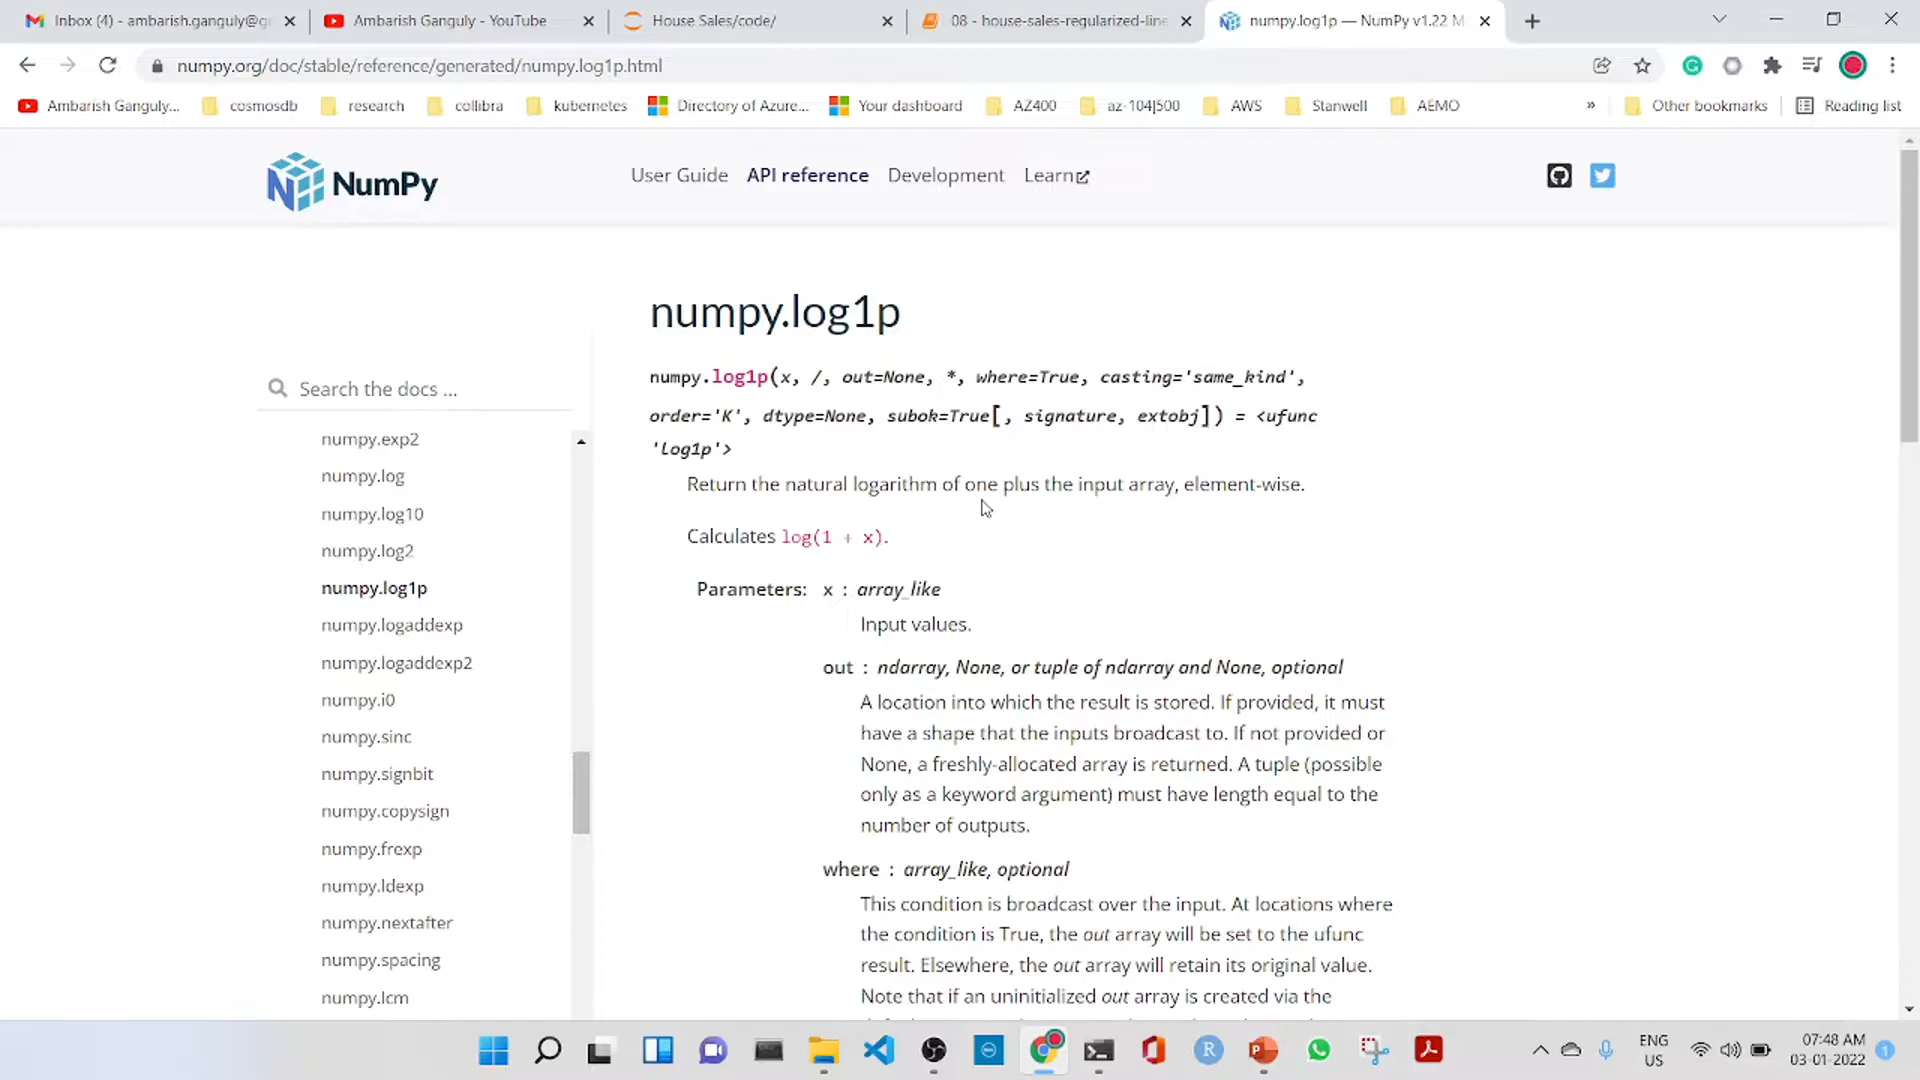 Inbox (4) - ambarish.ganguly@g
Ambarish Ganguly - YouTube
House Sales/code/
08 - house-sales-regularized-line
numpy.log1p — NumPy v1.22 M
numpy.org/doc/stable/reference/generated/numpy.log1p.html
Ambarish Ganguly...
cosmosdb
research
collibra
kubernetes
Directory of Azure...
Your dashboard
AZ400
az-104|500
AWS
Stanwell
AEMO
»
Other bookmarks
Reading list
NumPy
User Guide
API reference
Development
Learn
numpy.log1p
Search the docs ...
numpy.exp2
numpy.log
numpy.log10
numpy.log2
numpy.log1p
numpy.logaddexp
numpy.logaddexp2
numpy.i0
numpy.sinc
numpy.signbit
numpy.copysign
numpy.frexp
numpy.ldexp
numpy.nextafter
numpy.spacing
numpy.lcm
numpy.log1p(x, /, out=None, *, where=True, casting='same_kind',
order='K', dtype=None, subok=True[, signature, extobj]) = <ufunc
'log1p'>
Return the natural logarithm of one plus the input array, element-wise.
Calculates log(1 + x).
Parameters: x : array_like
Input values.
out : ndarray, None, or tuple of ndarray and None, optional
A location into which the result is stored. If provided, it must
have a shape that the inputs broadcast to. If not provided or
None, a freshly-allocated array is returned. A tuple (possible
only as a keyword argument) must have length equal to the
number of outputs.
where : array_like, optional
This condition is broadcast over the input. At locations where
the condition is True, the out array will be set to the ufunc
result. Elsewhere, the out array will retain its original value.
Note that if an uninitialized out array is created via the
ENG
US
07:48 AM
03-01-2022
1